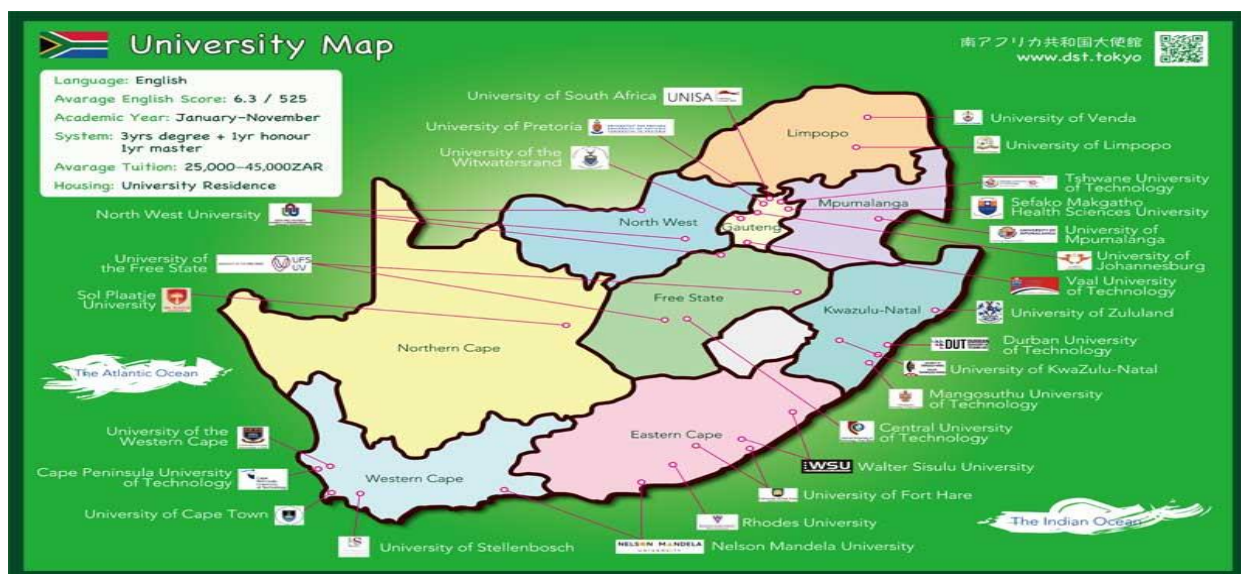 University Map
南アフリカ共和国大使館
www.dst.tokyo
Language: English
Avarage English Score: 6.3 / 525
Academic Year: January-November
System: 3yrs degree + 1yr honour
1yr master
Avarage Tuition: 25,000-45,000ZAR
Housing: University Residence
University of South Africa
UNISA
University of Pretoria
University of the
Witwatersrand
North West University
University of
the Free State
UFS
UV
Sol Plaatje
University
The Atlantic Ocean
University of the
Western Cape
Cape Peninsula University
of Technology
University of Cape Town
University of Stellenbosch
Limpopo
North West
Gauteng
Mpumalanga
Free State
Kwazulu-Natal
Northern Cape
Eastern Cape
Western Cape
University of Venda
University of Limpopo
Tshwane University
of Technology
Sefako Makgatho
Health Sciences University
University of
Mpumalanga
University of
Johannesburg
Vaal University
of Technology
University of Zululand
DUT
Durban University
of Technology
University of KwaZulu-Natal
Mangosuthu University
of Technology
Central University
of Technology
WSU
Walter Sisulu University
University of Fort Hare
Rhodes University
NELSON MANDELA
UNIVERSITY
Nelson Mandela University
The Indian Ocean